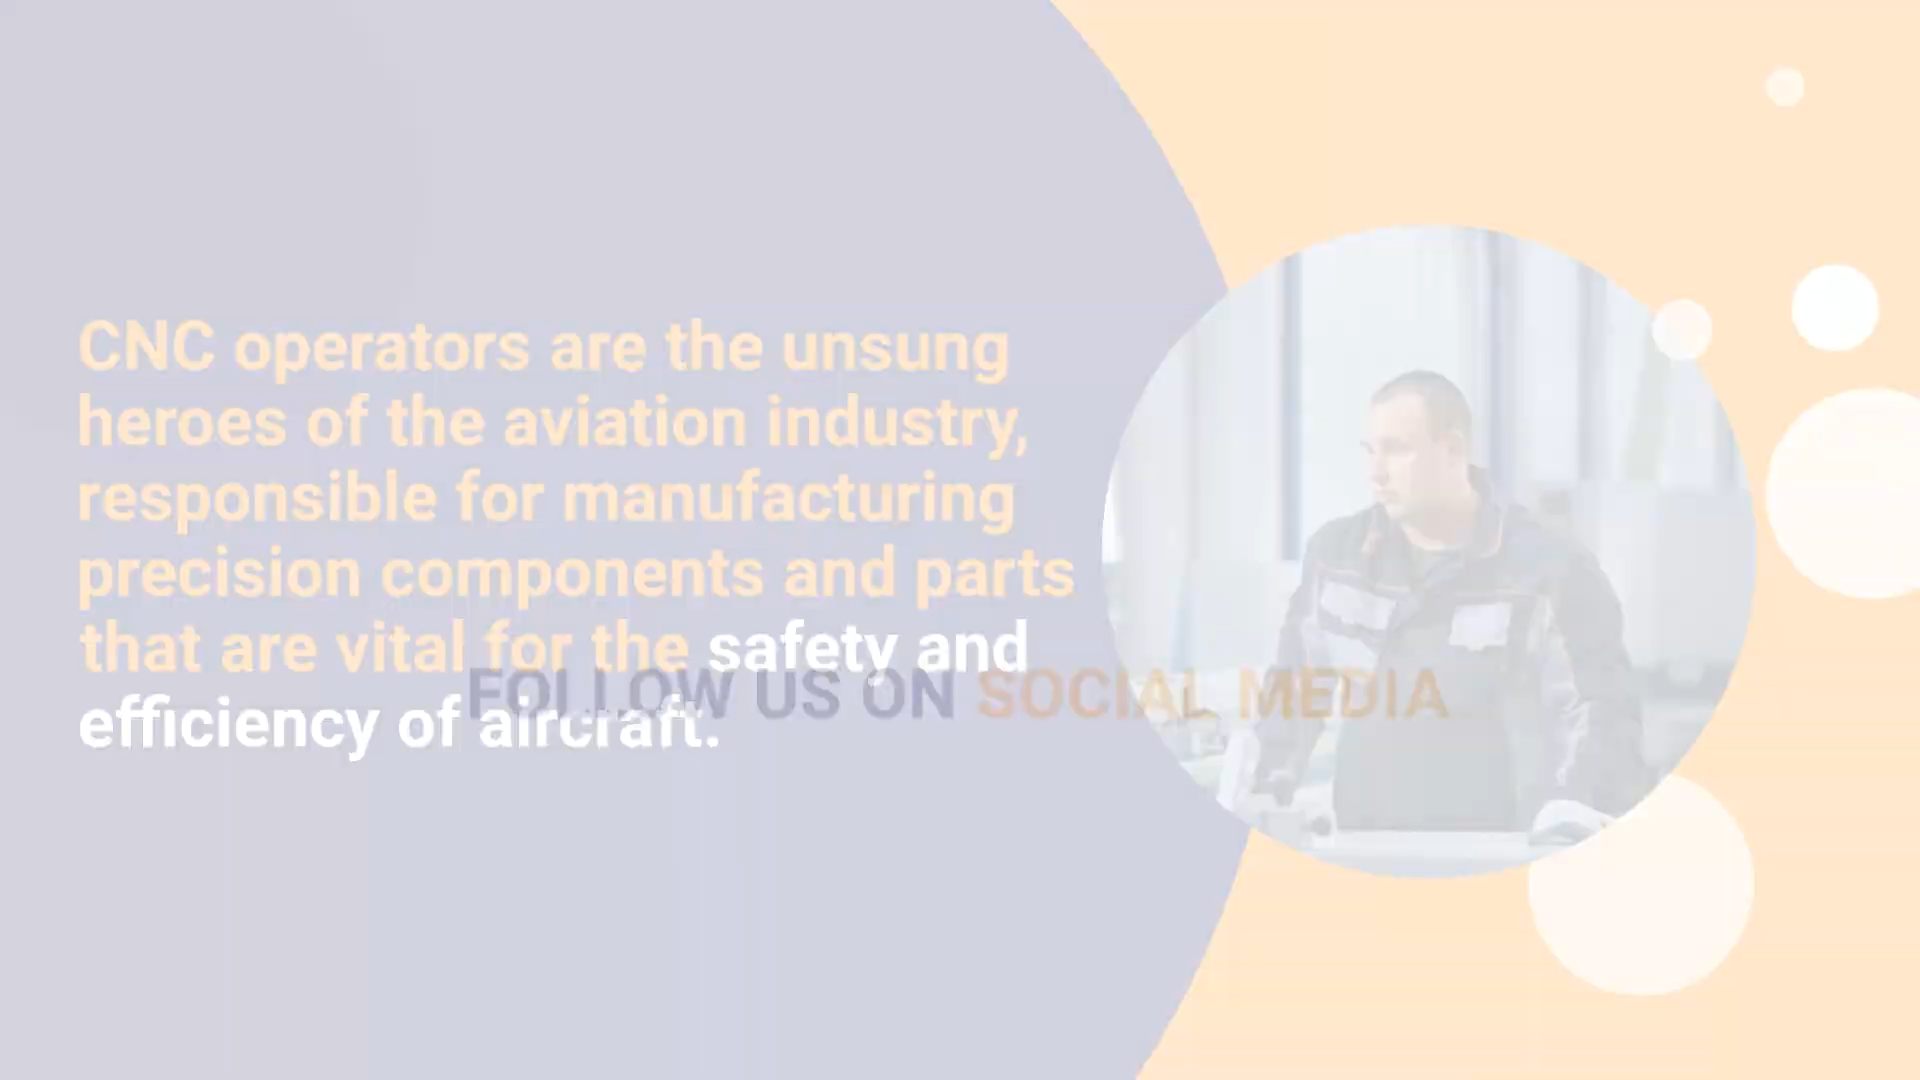 CNC operators are the unsung
heroes of the aviation industry,
responsible for manufacturing
precision components and parts
that are vital for the safety and
efficiency of aircraft.
FOLLOW US ON SOCIAL MEDIA